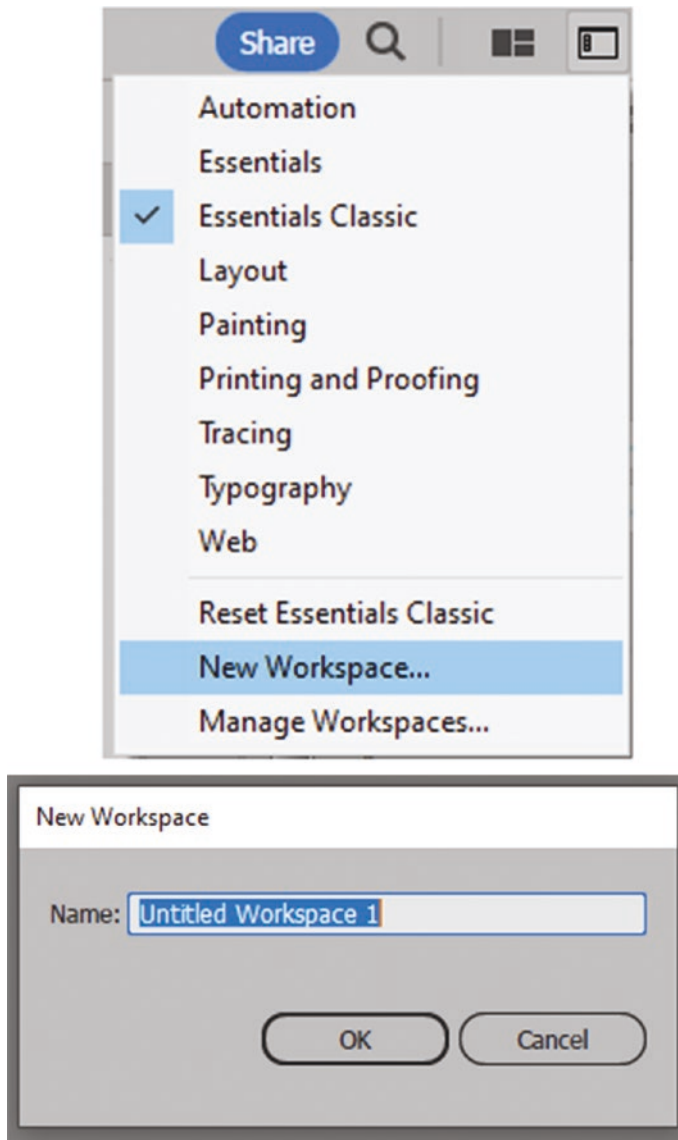 Share
Automation
Essentials
Essentials Classic
Layout
Painting
Printing and Proofing
Tracing
Typography
Web
Reset Essentials Classic
New Workspace...
Manage Workspaces...
New Workspace
Name: Untitled Workspace 1
OK Cancel